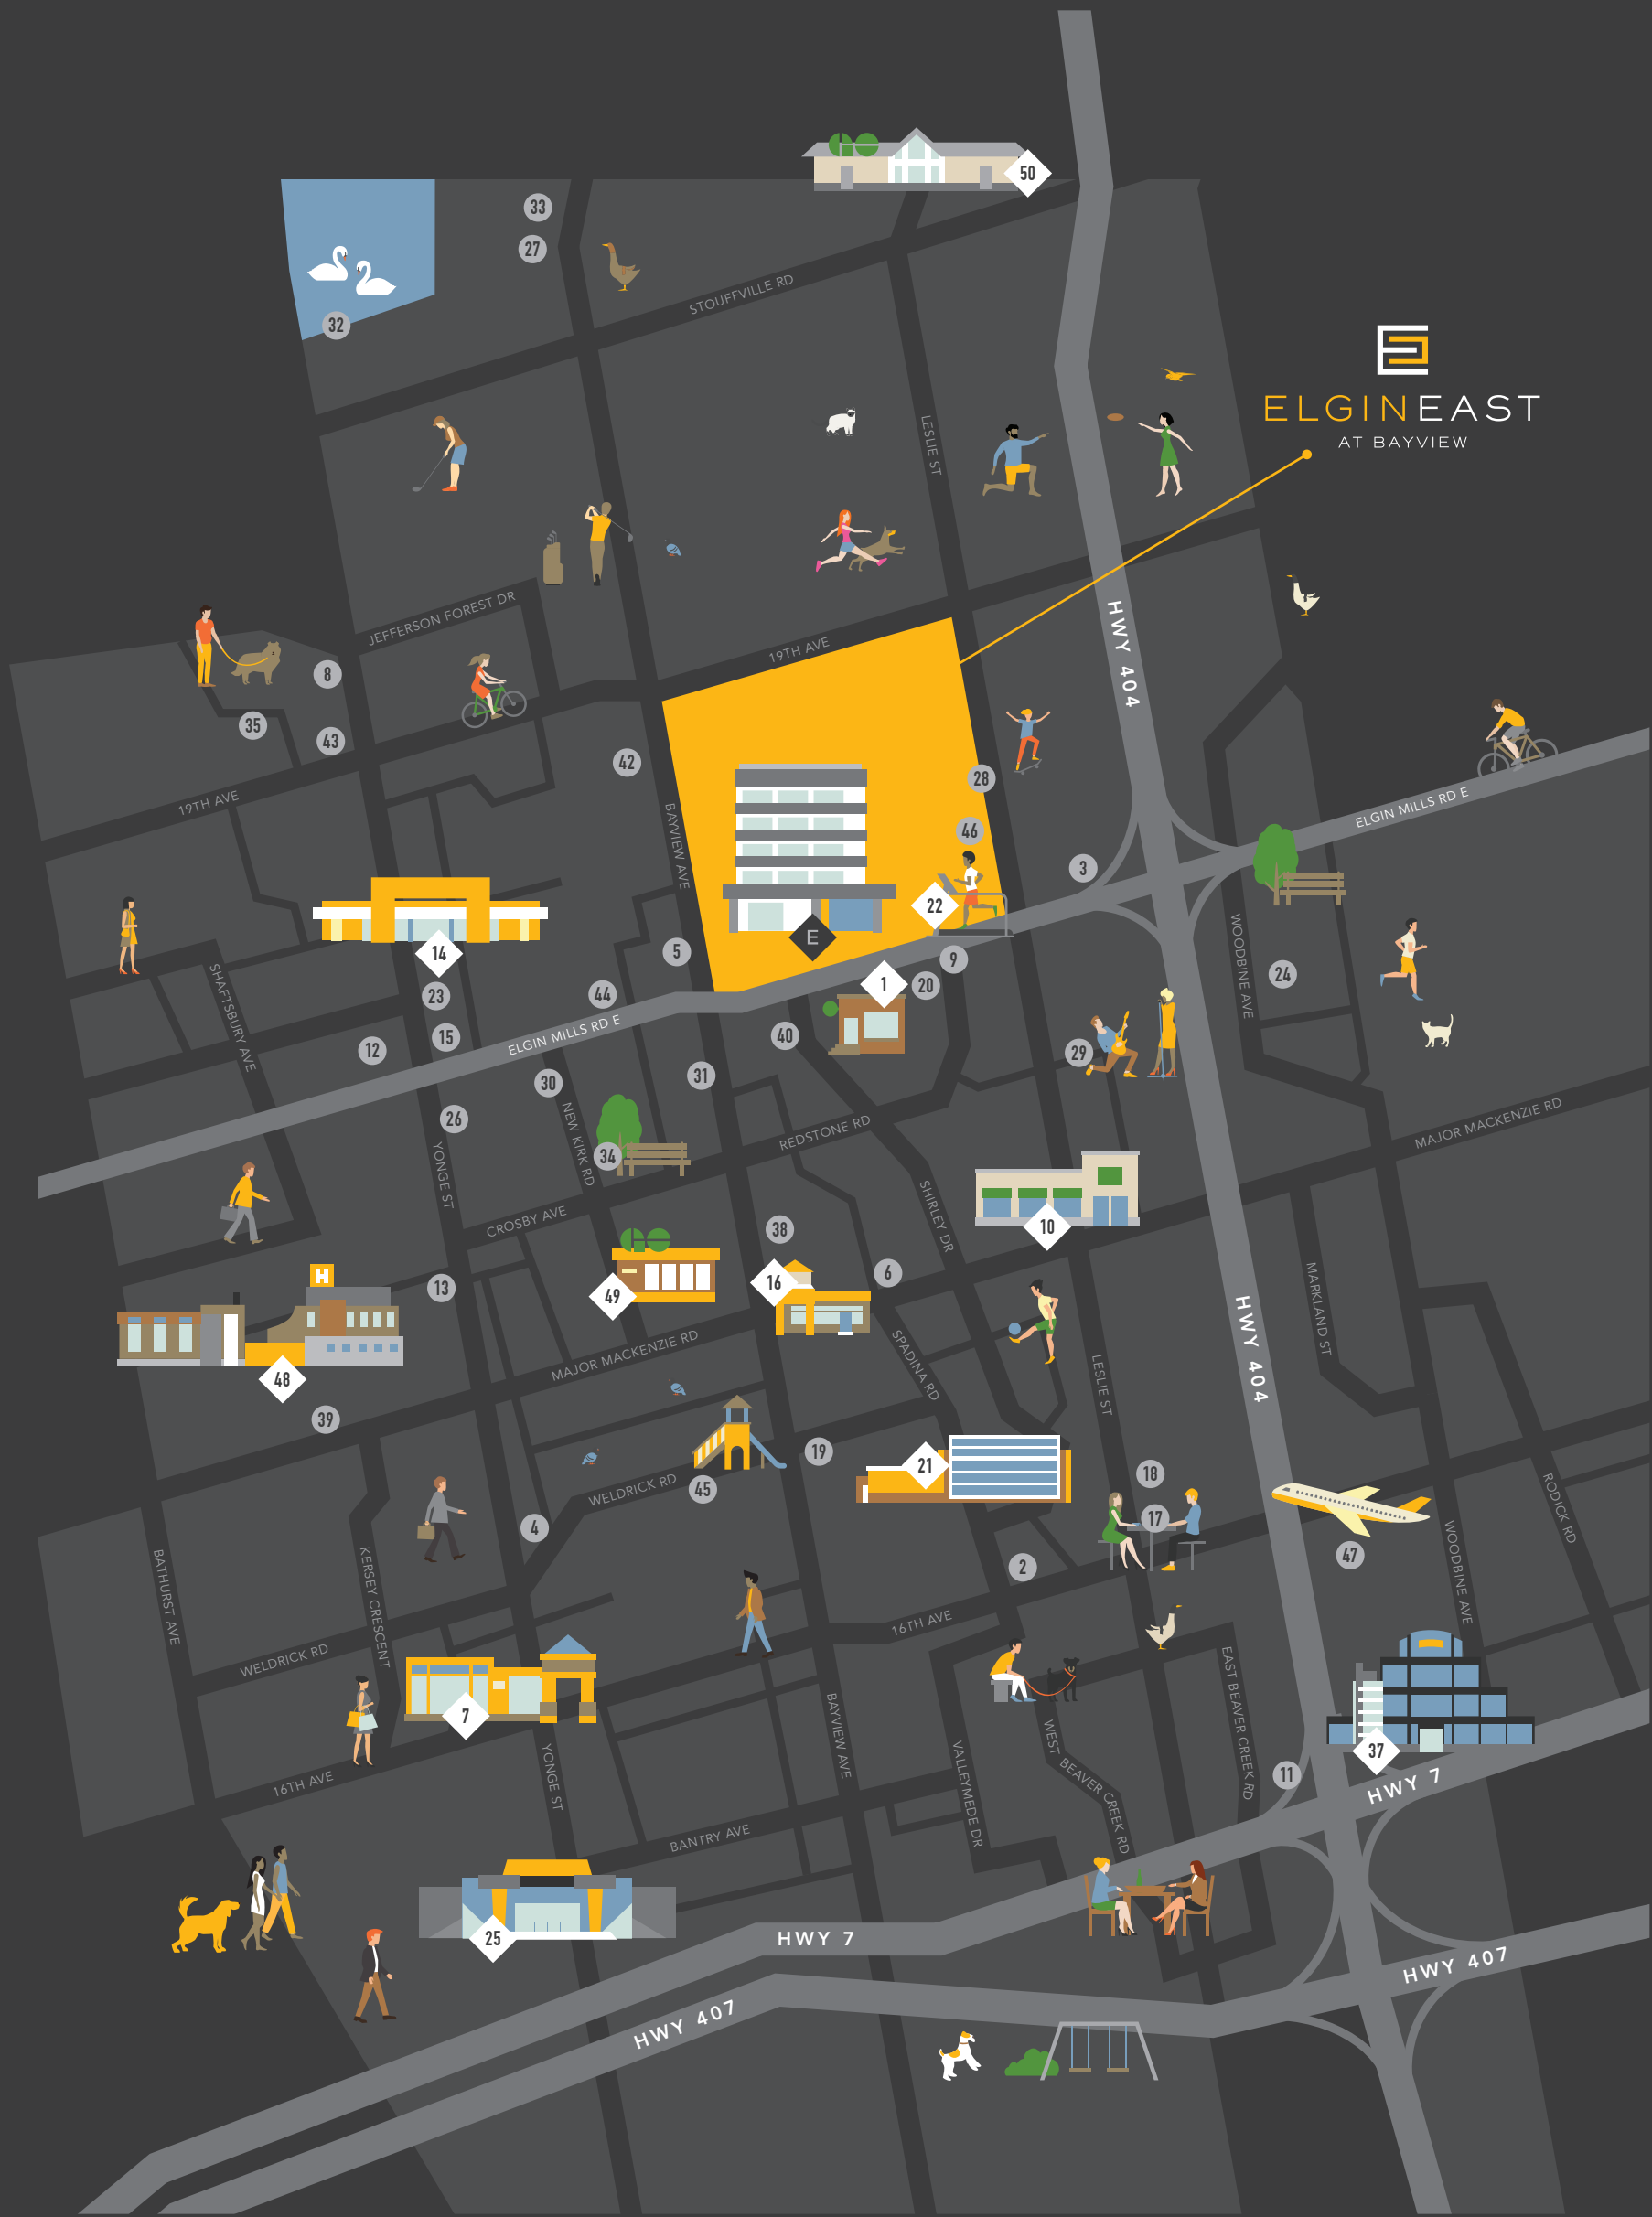 50
33
27
32
STOUFFVILLE RD
ELGINEAST
AT BAYVIEW
LESLIE ST
JEFFERSON FOREST DR
19TH AVE
HWY 404
8
35
43
42
28
19TH AVE
BAYVIEW AVE
ELGIN MILLS RD E
46
3
22
E
14
5
9
24
WOODBINE AVE
1
20
23
44
SHAFTSBURY AVE
15
12
ELGIN MILLS RD E
40
29
31
30
26
NEW KIRK RD
REDSTONE RD
MAJOR MACKENZIE RD
34
YONGE ST
CROSBY AVE
SHIRLEY DR
10
38
16
6
H
13
49
MARKLAND ST
HWY 404
MAJOR MACKENZIE RD
SPADINA RD
48
LESLIE ST
39
19
21
18
45
WELDRICK RD
17
4
RODICK RD
47
2
WOODBINE AVE
BATHURST AVE
KERSEY CRESCENT
16TH AVE
WELDRICK RD
7
BAYVIEW AVE
EAST BEAVER CREEK RD
37
WEST BEAVER CREEK RD
VALLEYMEDE DR
YONGE ST
16TH AVE
11
HWY 7
BANTRY AVE
25
HWY 7
HWY 407
HWY 407